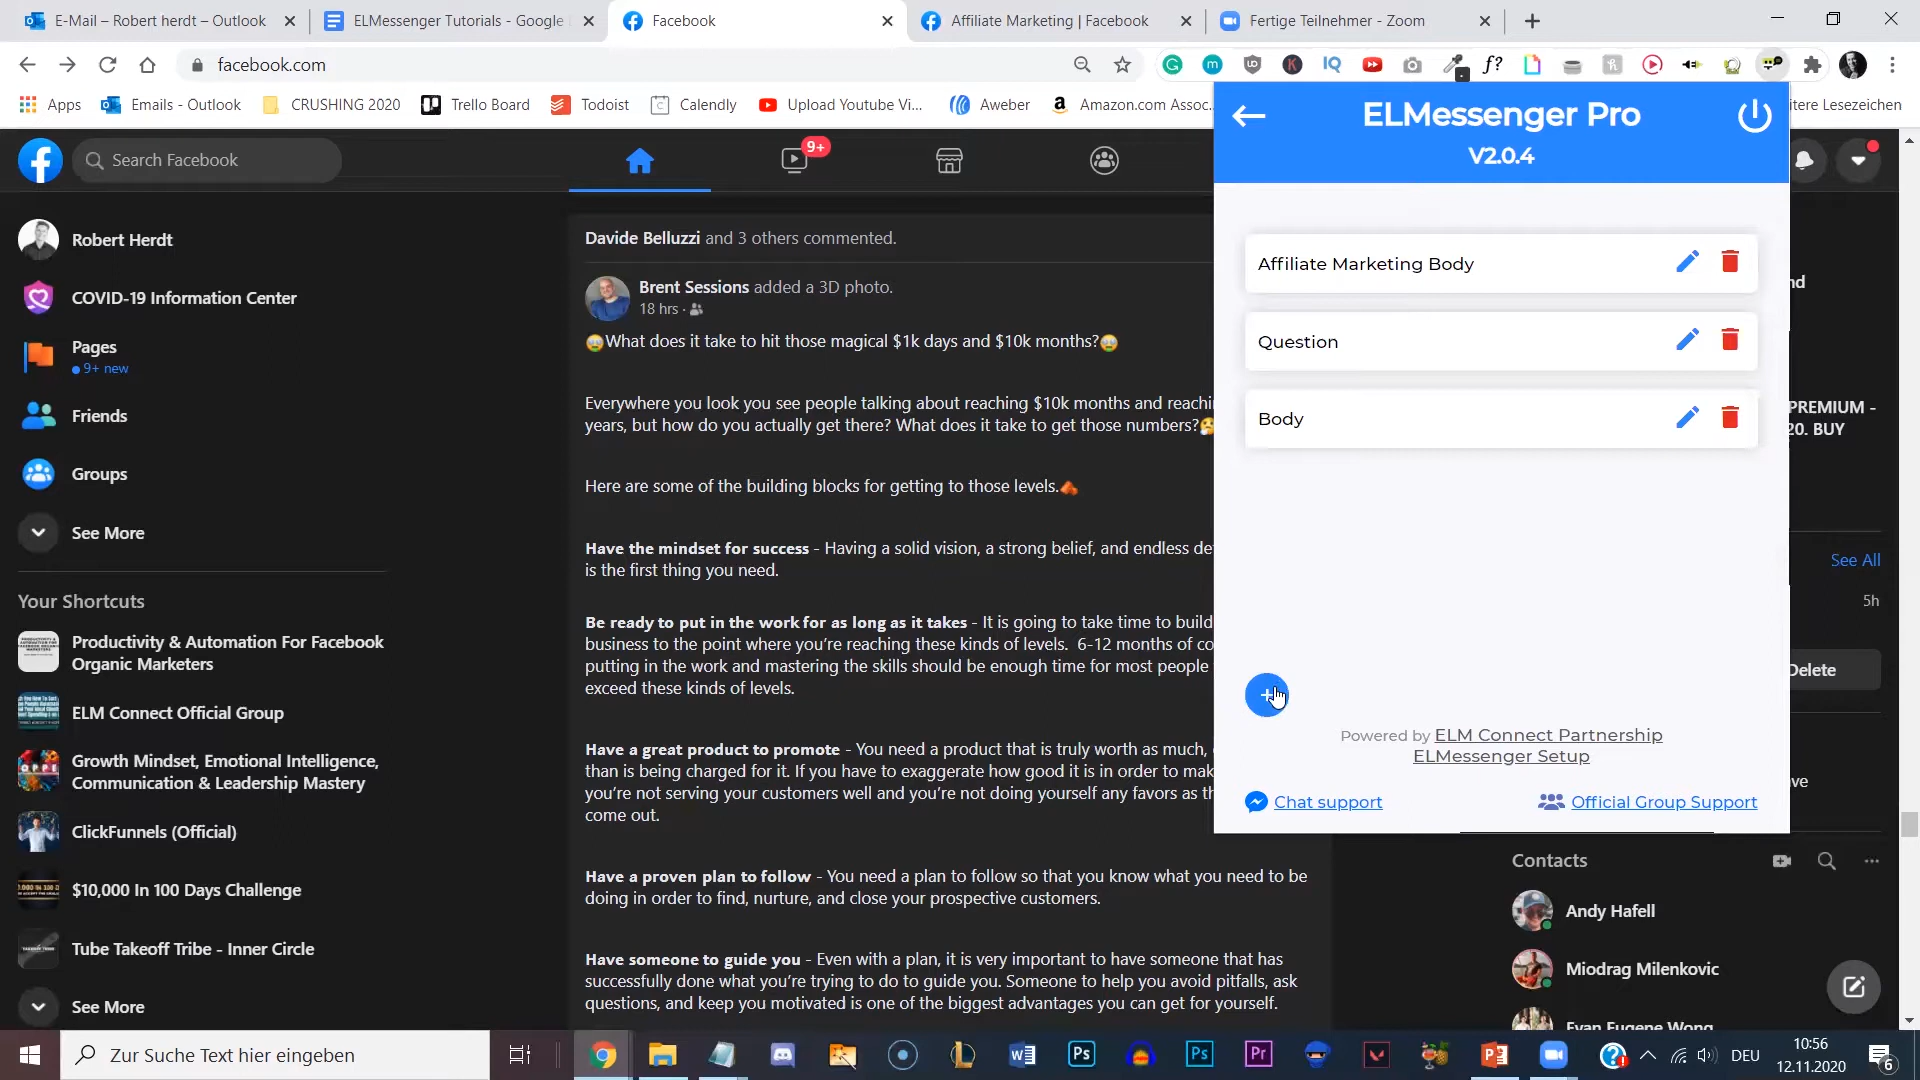 E-Mail – Robert herdt – Outlook
ELMessenger Tutorials - Google
Facebook
Affiliate Marketing | Facebook
Fertige Teilnehmer - Zoom
facebook.com
Apps
Emails - Outlook
CRUSHING 2020
Trello Board
Todoist
Calendly
Upload Youtube Vi...
Aweber
Amazon.com Assoc.
itere Lesezeichen
Search Facebook
9+
Robert Herdt
COVID-19 Information Center
Pages
9+ new
Friends
Groups
See More
Your Shortcuts
Productivity & Automation For Facebook
Organic Marketers
ELM Connect Official Group
Growth Mindset, Emotional Intelligence,
Communication & Leadership Mastery
ClickFunnels (Official)
$10,000 In 100 Days Challenge
Tube Takeoff Tribe - Inner Circle
See More
Davide Belluzzi and 3 others commented.
Brent Sessions added a 3D photo.
18 hrs ·
What does it take to hit those magical $1k days and $10k months?
Everywhere you look you see people talking about reaching $10k months and reachi
years, but how do you actually get there? What does it take to get those numbers?
Here are some of the building blocks for getting to those levels.
Have the mindset for success - Having a solid vision, a strong belief, and endless de
is the first thing you need.
Be ready to put in the work for as long as it takes - It is going to take time to build
business to the point where you're reaching these kinds of levels. 6-12 months of co
putting in the work and mastering the skills should be enough time for most people
exceed these kinds of levels.
Have a great product to promote - You need a product that is truly worth as much,
than is being charged for it. If you have to exaggerate how good it is in order to mak
you're not serving your customers well and you're not doing yourself any favors as th
come out.
Have a proven plan to follow - You need a plan to follow so that you know what you need to be
doing in order to find, nurture, and close your prospective customers.
Have someone to guide you - Even with a plan, it is very important to have someone that has
successfully done what you're trying to do to guide you. Someone to help you avoid pitfalls, ask
questions, and keep you motivated is one of the biggest advantages you can get for yourself.
ELMessenger Pro
V2.0.4
Affiliate Marketing Body
Question
Body
Powered by ELM Connect Partnership
ELMessenger Setup
Chat support
Official Group Support
nd
PREMIUM -
20. BUY
See All
5h
Delete
ve
Contacts
Andy Hafell
Miodrag Milenkovic
Evan Eugene Wong
Zur Suche Text hier eingeben
DEU
10:56
12.11.2020
6